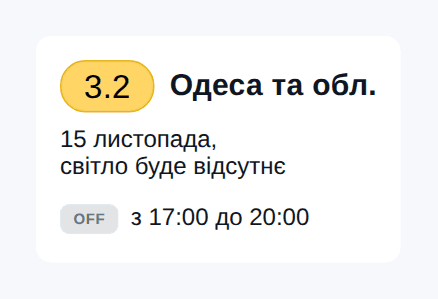 3.2 Одеса та обл.
15 листопада,
світло буде відсутнє
OFF з 17:00 до 20:00